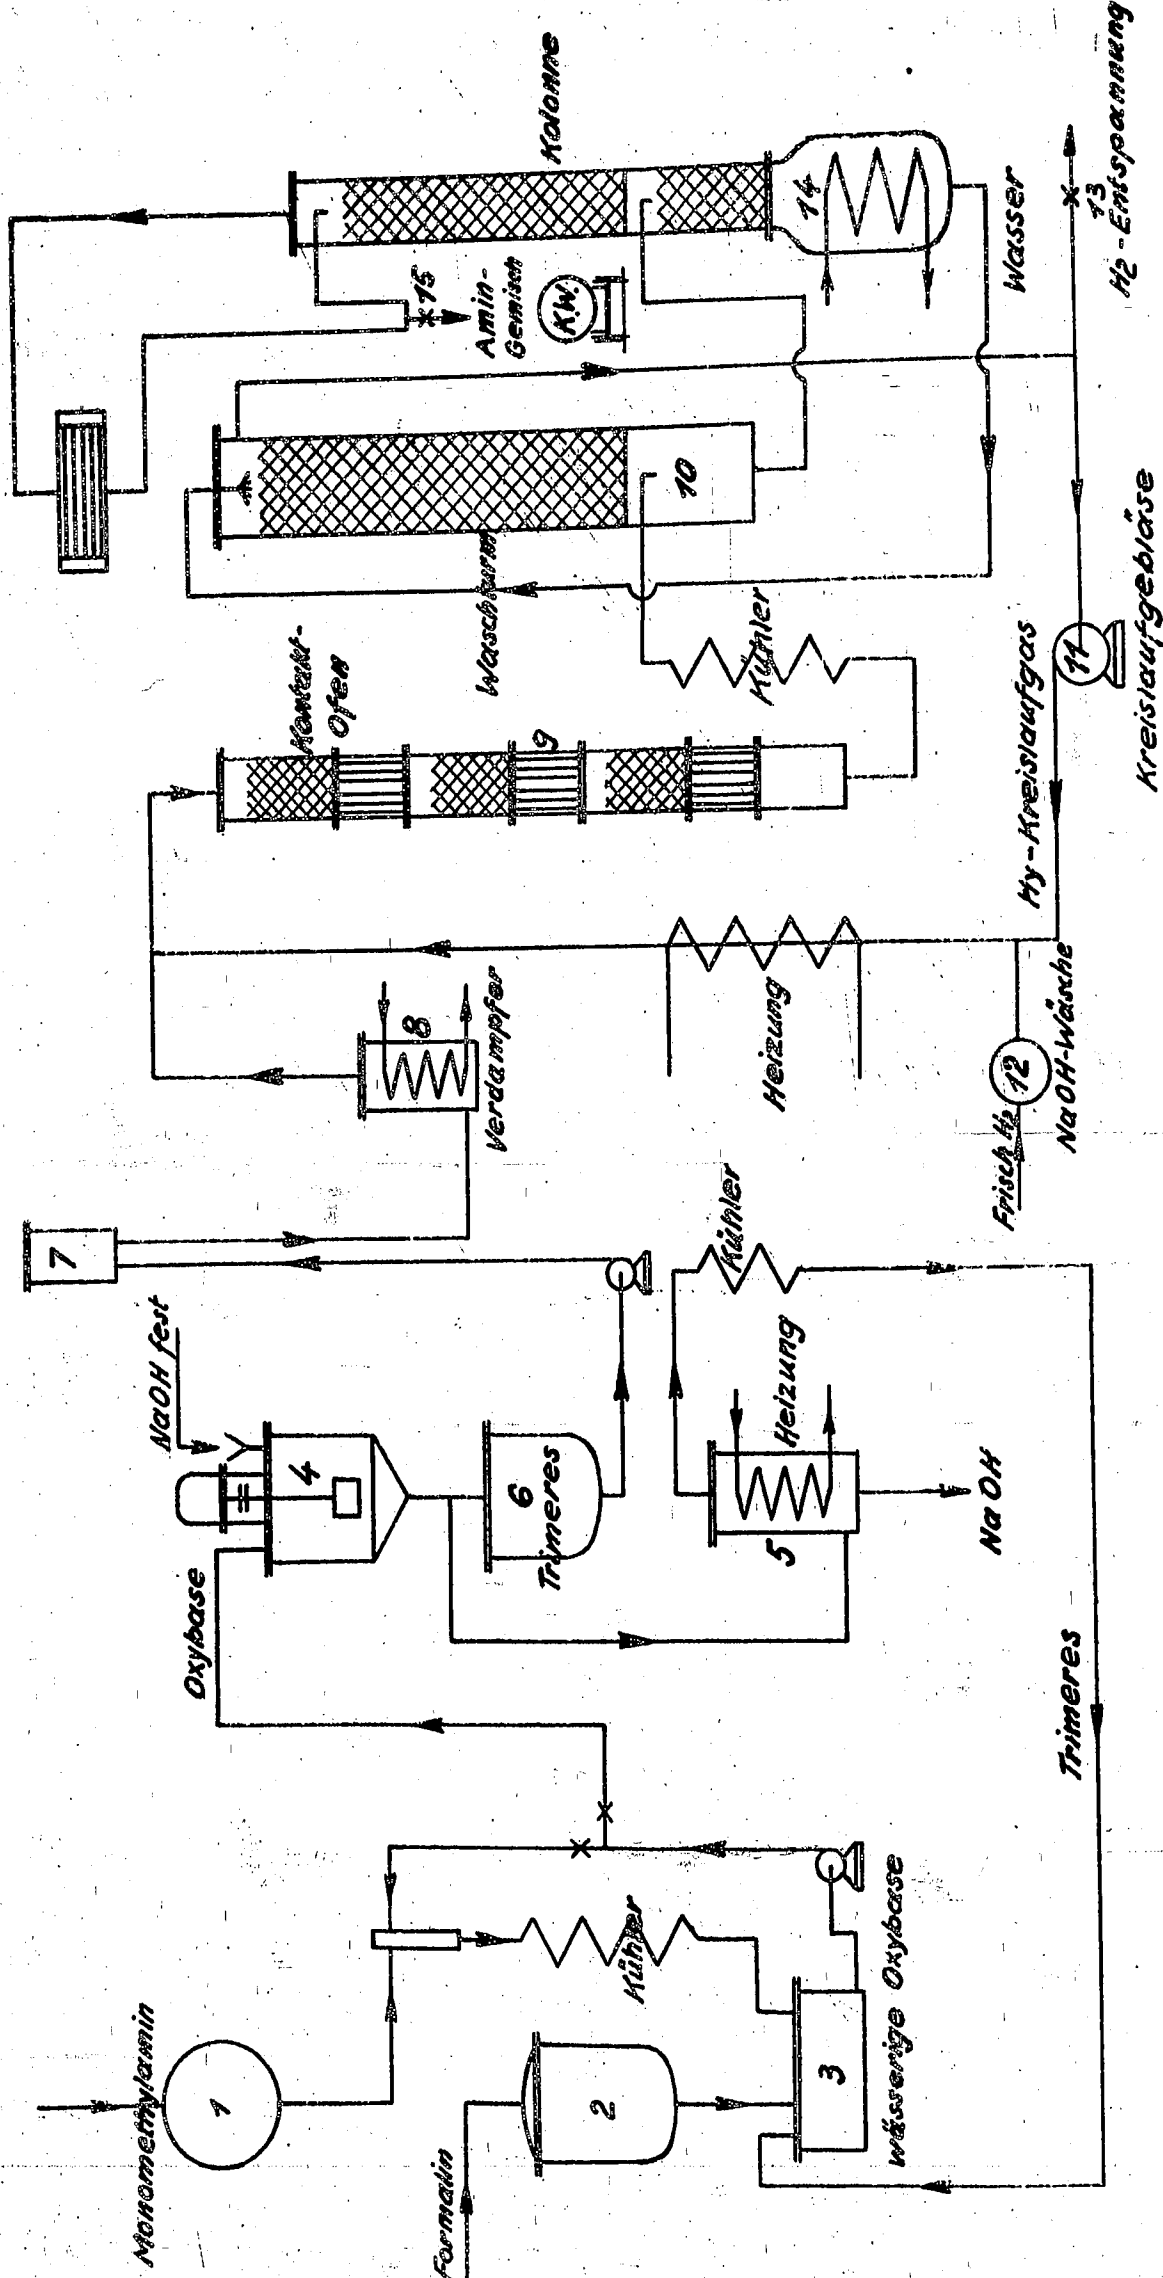 Monomethylamin
1
Formalin
2
3
wässerige Oxybase
Kühler
Oxybase
NaOH fest
4
6
Trimeres
5
Heizung
NaOH
Kühler
Trimeres
7
8
Verdampfer
Heizung
Frisch H2
12
NaOH-Wäsche
Hy-Kreislaufgas
11
Kreislaufgebläse
Kontakt-
Ofen
9
Kühler
Waschturm
10
15
Amin-
Gemisch
K.W.
Kolonne
14
Wasser
13
H2-Entspannung